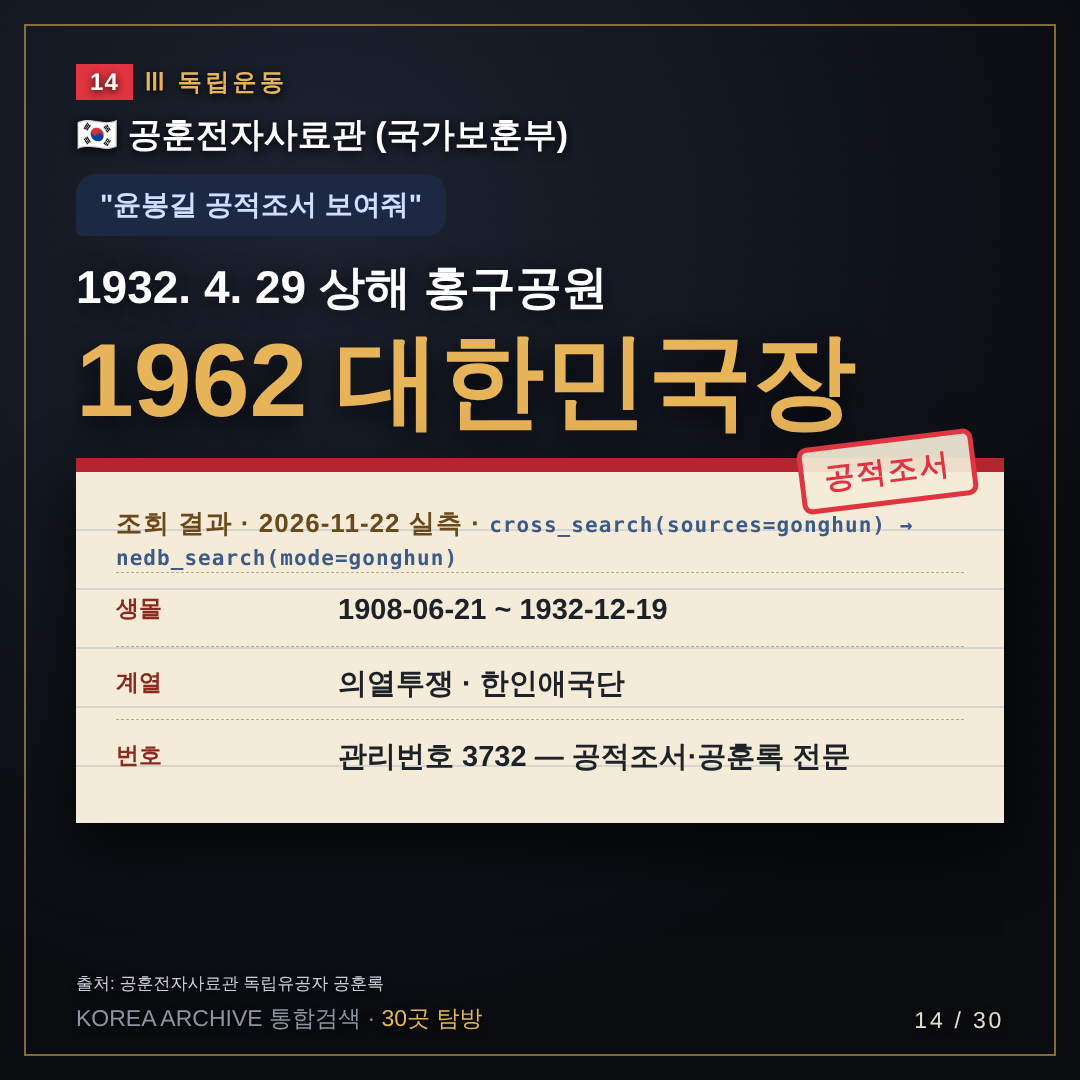 14 Ⅲ 독립운동
🇰🇷 공훈전자사료관 (국가보훈부)
"윤봉길 공적조서 보여줘"
1932. 4. 29 상해 홍구공원
1962 대한민국장
공적조서
조회 결과 · 2026-11-22 실측 · cross_search(sources=gonghun) →
nedb_search(mode=gonghun)
생몰 1908-06-21 ~ 1932-12-19
계열 의열투쟁 · 한인애국단
번호 관리번호 3732 — 공적조서·공훈록 전문
출처: 공훈전자사료관 독립유공자 공훈록
KOREA ARCHIVE 통합검색 · 30곳 탐방
14 / 30